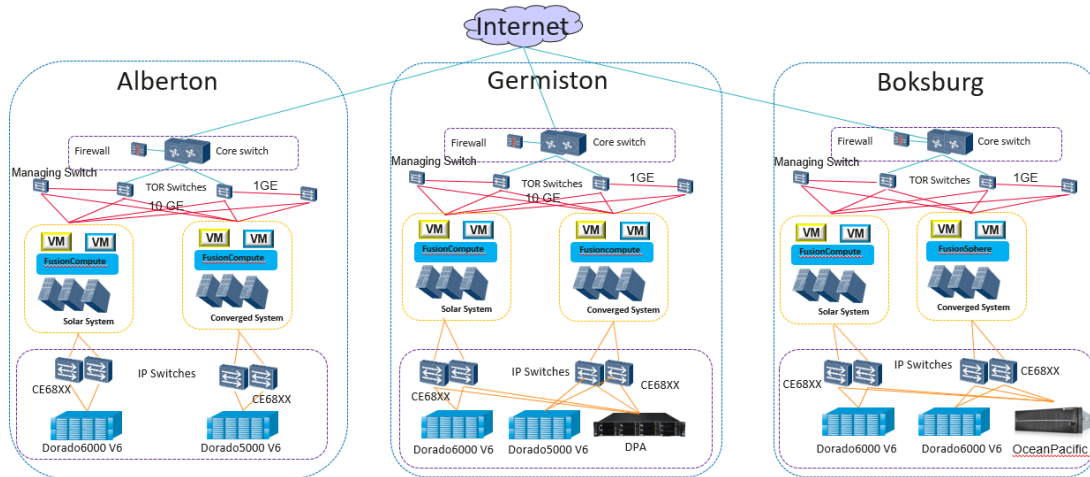 Internet
Alberton
Firewall
Core switch
Managing Switch
TOR Switches
1GE
10 GE
VM
VM
FusionCompute
Solar System
VM
VM
FusionCompute
Converged System
IP Switches
CE68XX
CE68XX
Dorado6000 V6
Dorado5000 V6
Germiston
Firewall
Core switch
Managing Switch
TOR Switches
1GE
10 GE
VM
VM
FusionCompute
Solar System
VM
VM
Fusioncompute
Converged System
IP Switches
CE68XX
CE68XX
Dorado6000 V6
Dorado5000 V6
DPA
Boksburg
Firewall
Core switch
Managing Switch
TOR Switches
1GE
VM
VM
FusionCompute
Solar System
VM
VM
FusionSphere
Converged System
IP Switches
CE68XX
CE68XX
Dorado6000 V6
Dorado6000 V6
OceanPacific